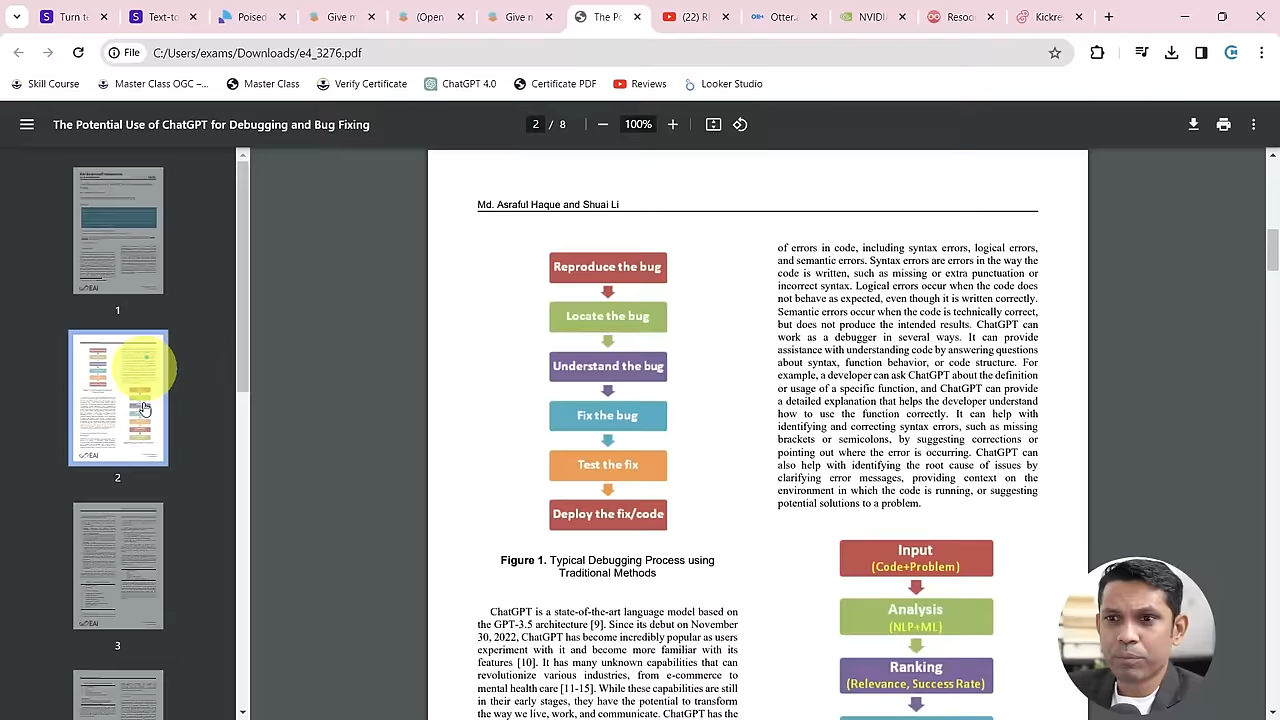 Turn y
Text-to
Poised
Give m
(Open
Give n
The Po
(22) Ri
Otter.
NVIDI
Reso
Kickre
File
C:/Users/exams/Downloads/e4_3276.pdf
Skill Course
Master Class OGC –...
Master Class
Verify Certificate
ChatGPT 4.0
Certificate PDF
Reviews
Looker Studio
The Potential Use of ChatGPT for Debugging and Bug Fixing
2 / 8
100%
1
2
3
Md. Asraful Haque and Shuai Li
Reproduce the bug
Locate the bug
Understand the bug
Fix the bug
Test the fix
Deploy the fix/code
Figure 1. Typical Debugging Process using
Traditional Methods
ChatGPT is a state-of-the-art language model based on
the GPT-3.5 architecture [9]. Since its debut on November
30, 2022, ChatGPT has become incredibly popular as users
experiment with it and become more familiar with its
features [10]. It has many unknown capabilities that can
revolutionize various industries, from e-commerce to
mental health care [11-15]. While these capabilities are still
in their early stages, they have the potential to transform
the way we live, work, and communicate. ChatGPT has the
of errors in code, including syntax errors, logical errors,
and semantic errors. Syntax errors are errors in the way the
code is written, such as missing or extra punctuation or
incorrect syntax. Logical errors occur when the code does
not behave as expected, even though it is written correctly.
Semantic errors occur when the code is technically correct,
but does not produce the intended results. ChatGPT can
work as a debugger in several ways. It can provide
assistance with understanding code by answering questions
about syntax, function behavior, or code structure. For
example, a developer can ask ChatGPT about the definition
or usage of a specific function, and ChatGPT can provide
a detailed explanation that helps the developer understand
how to use the function correctly. It can help with
identifying and correcting syntax errors, such as missing
brackets or semicolons, by suggesting corrections or
pointing out where the error is occurring. ChatGPT can
also help with identifying the root cause of issues by
clarifying error messages, providing context on the
environment in which the code is running, or suggesting
potential solutions to a problem.
Input
(Code+Problem)
Analysis
(NLP+ML)
Ranking
(Relevance, Success Rate)